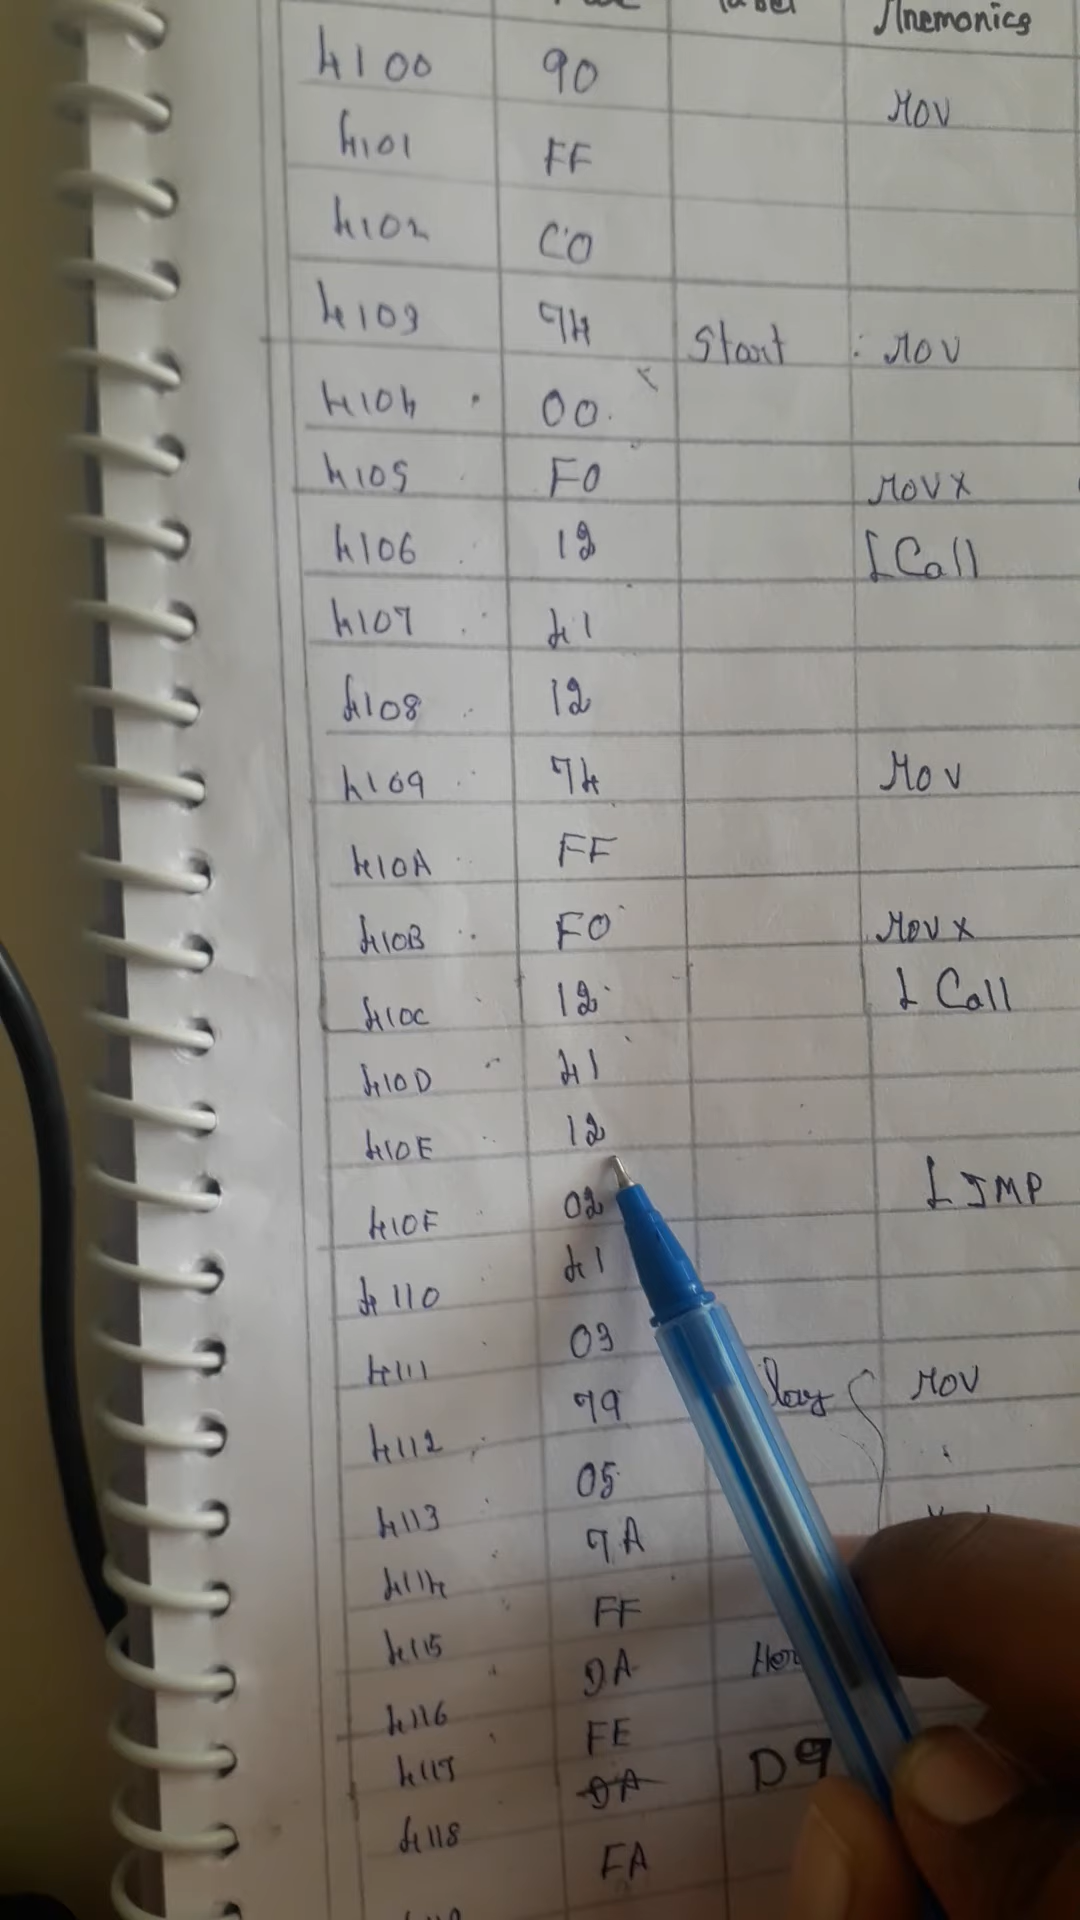 label Mnemonics
4100 90 MOV
4101 FF
4102 C0
4103 74 Start : MOV
4104 00
4105 F0 MOVX
4106 12 LCall
4107 41
4108 12
4109 74 MOV
410A FF
410B F0 MOVX
410C 12 LCall
410D 41
410E 12
410F 02 LJMP
4110 41
4111 03
4112 79 MOV
4113 05
4114 7A
4115 FF
4116 DA
4117 FE
4118 DA D9
FA